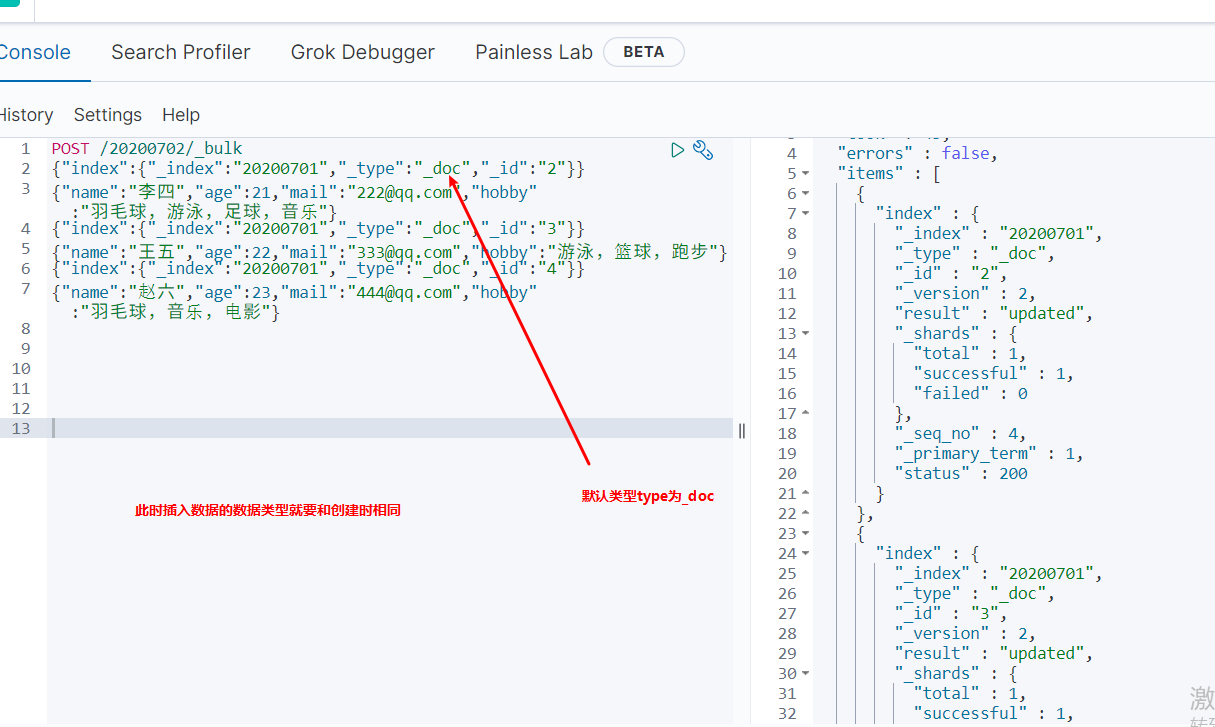 Console Search Profiler Grok Debugger Painless Lab BETA
History Settings Help
1 POST /20200702/_bulk
2 {"index":{"_index":"20200701","_type":"_doc","_id":"2"}}
3 {"name":"李四","age":21,"mail":"222@qq.com","hobby"
:"羽毛球，游泳，足球，音乐"}
4 {"index":{"_index":"20200701","_type":"_doc","_id":"3"}}
5 {"name":"王五","age":22,"mail":"333@qq.com","hobby":"游泳，篮球，跑步"}
6 {"index":{"_index":"20200701","_type":"_doc","_id":"4"}}
7 {"name":"赵六","age":23,"mail":"444@qq.com","hobby"
:"羽毛球，音乐，电影"}
8
9
10
11
12
13
此时插入数据的数据类型就要和创建时相同
默认类型type为_doc
4 "errors" : false,
5 "items" : [
6 {
7 "index" : {
8 "_index" : "20200701",
9 "_type" : "_doc",
10 "_id" : "2",
11 "_version" : 2,
12 "result" : "updated",
13 "_shards" : {
14 "total" : 1,
15 "successful" : 1,
16 "failed" : 0
17 },
18 "_seq_no" : 4,
19 "_primary_term" : 1,
20 "status" : 200
21 }
22 },
23 {
24 "index" : {
25 "_index" : "20200701",
26 "_type" : "_doc",
27 "_id" : "3",
28 "_version" : 2,
29 "result" : "updated",
30 "_shards" : {
31 "total" : 1,
32 "successful" : 1,
激